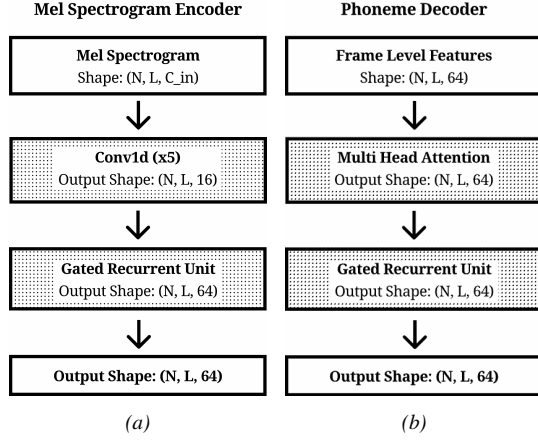 Mel Spectrogram Encoder
Mel Spectrogram
Shape: (N, L, C_in)
Conv1d (x5)
Output Shape: (N, L, 16)
Gated Recurrent Unit
Output Shape: (N, L, 64)
Output Shape: (N, L, 64)
(a)
Phoneme Decoder
Frame Level Features
Shape: (N, L, 64)
Multi Head Attention
Output Shape: (N, L, 64)
Gated Recurrent Unit
Output Shape: (N, L, 64)
Output Shape: (N, L, 64)
(b)